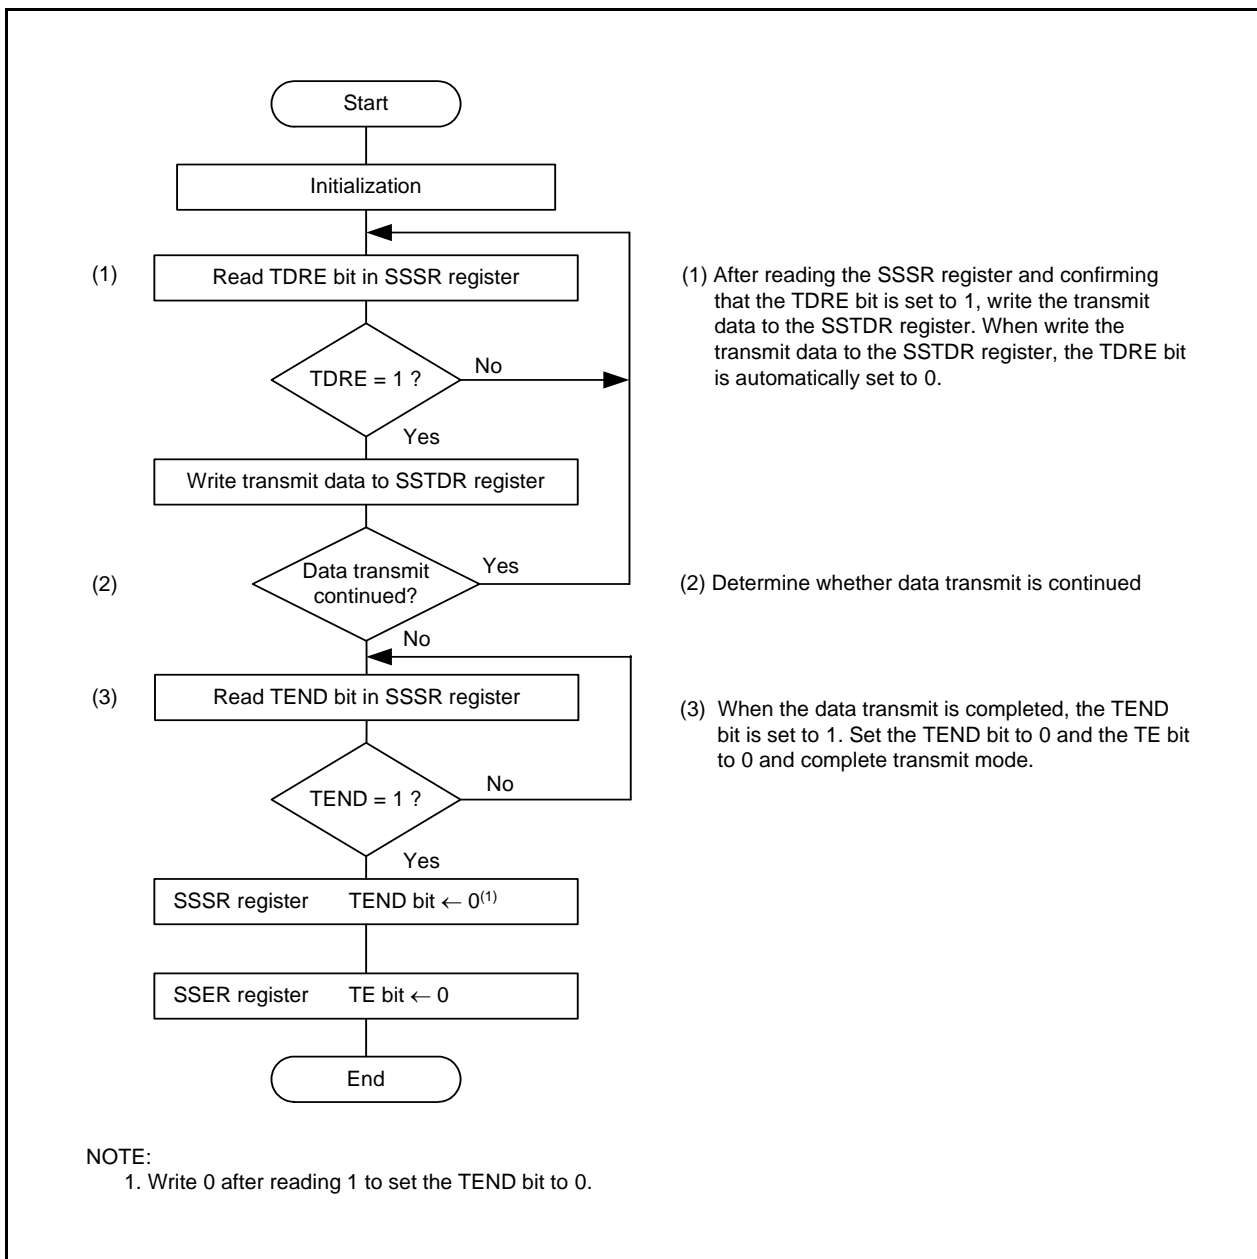 Start
Initialization
(1)
Read TDRE bit in SSSR register
TDRE = 1 ?
No
Yes
Write transmit data to SSTDR register
(2)
Data transmit
continued?
Yes
No
(3)
Read TEND bit in SSSR register
TEND = 1 ?
No
Yes
SSSR register TEND bit ← 0(1)
SSER register TE bit ← 0
End
(1) After reading the SSSR register and confirming
that the TDRE bit is set to 1, write the transmit
data to the SSTDR register. When write the
transmit data to the SSTDR register, the TDRE bit
is automatically set to 0.
(2) Determine whether data transmit is continued
(3) When the data transmit is completed, the TEND
bit is set to 1. Set the TEND bit to 0 and the TE bit
to 0 and complete transmit mode.
NOTE:
1. Write 0 after reading 1 to set the TEND bit to 0.